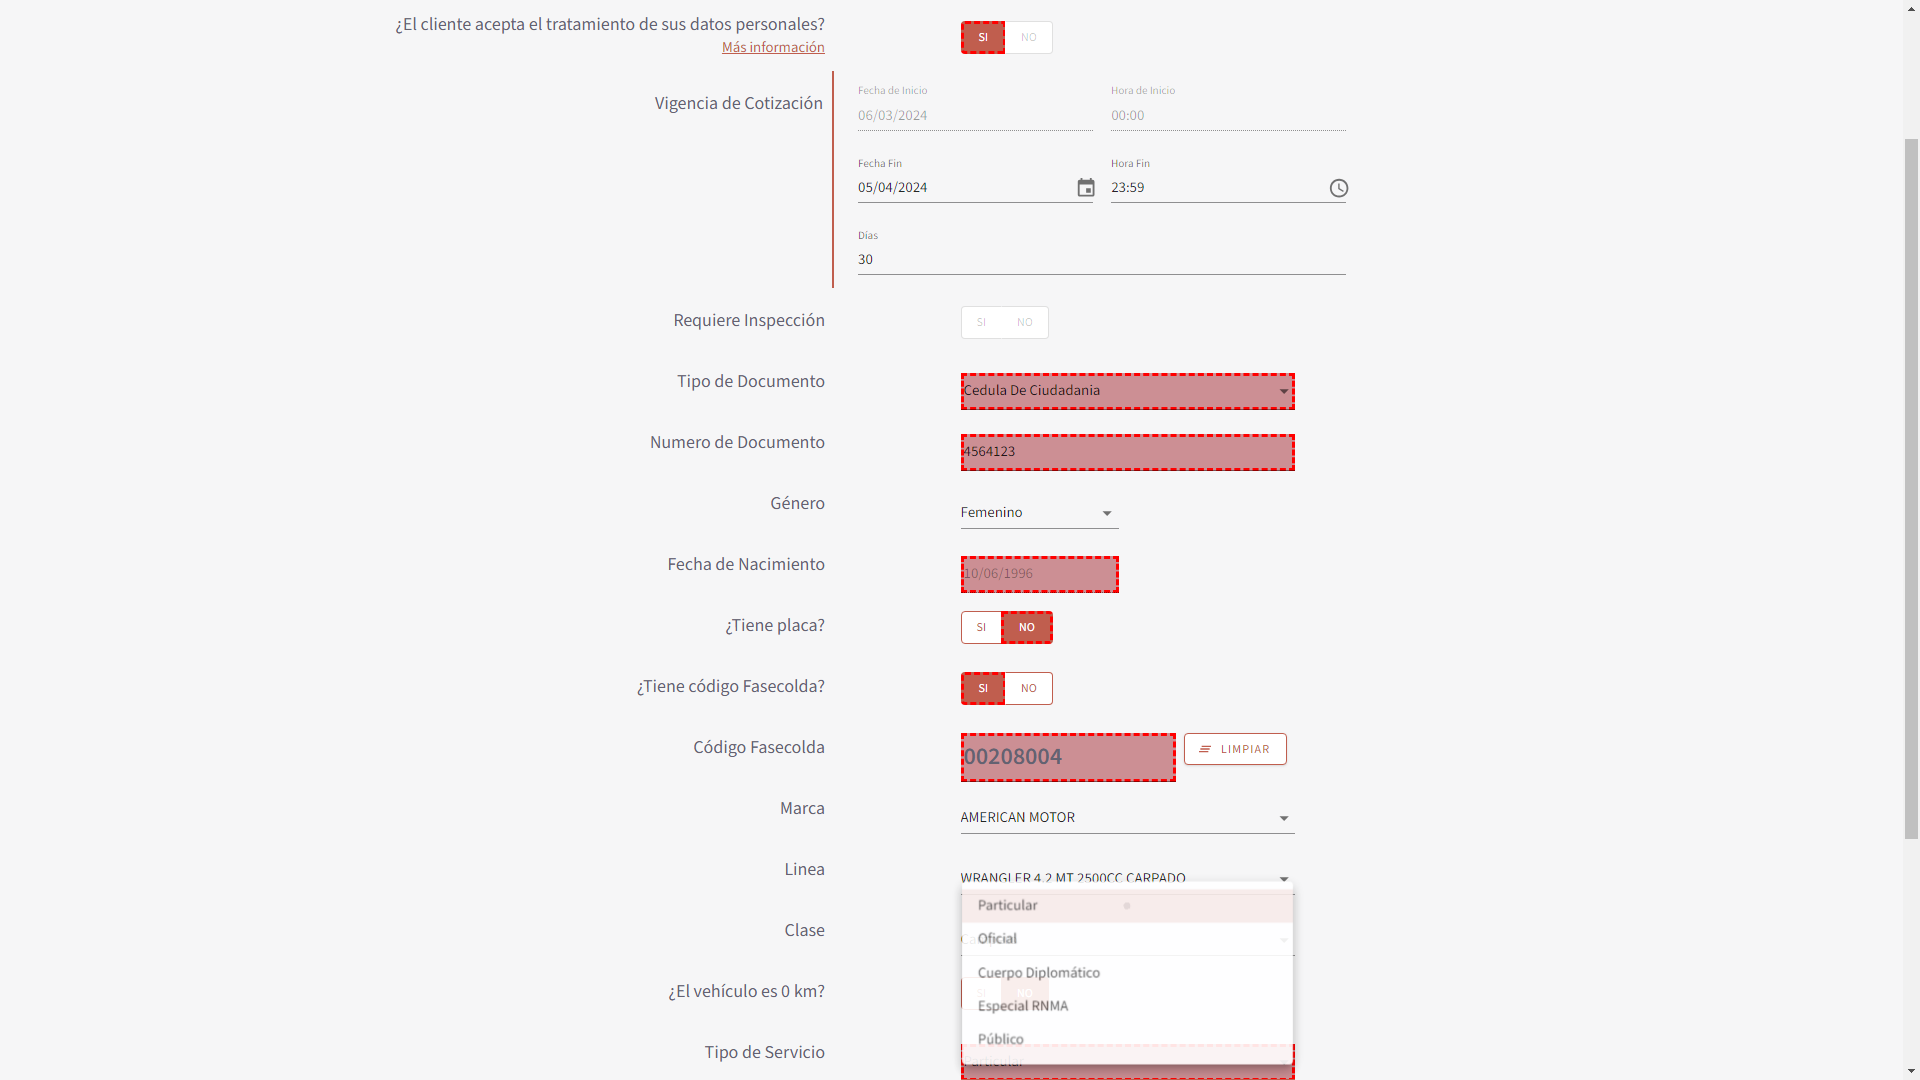 ¿El cliente acepta el tratamiento de sus datos personales?
Más información
SI NO
Vigencia de Cotización
Fecha de Inicio Hora de Inicio
06/03/2024 00:00
Fecha Fin Hora Fin
05/04/2024 23:59
Días
30
Requiere Inspección SI NO
Tipo de Documento Cedula De Ciudadania
Numero de Documento 4564123
Género Femenino
Fecha de Nacimiento 10/06/1996
¿Tiene placa? SI NO
¿Tiene código Fasecolda? SI NO
Código Fasecolda 00208004 LIMPIAR
Marca AMERICAN MOTOR
Linea WRANGLER 4.2 MT 2500CC CARPADO
Particular
Clase Oficial
Cuerpo Diplomático
¿El vehículo es 0 km? SI NO
Especial RNMA
Público
Tipo de Servicio Particular